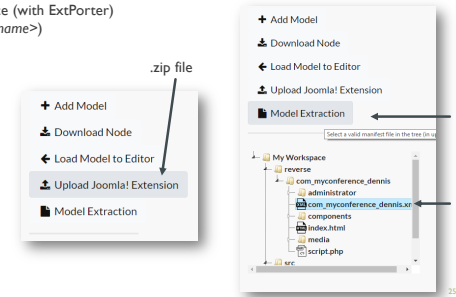 e (with ExtPorter)
name>)
.zip file
+ Add Model
Download Node
Load Model to Editor
Upload Joomla! Extension
Model Extraction
+ Add Model
Download Node
Load Model to Editor
Upload Joomla! Extension
Model Extraction
Select a valid manifest file in the tree (in up
My Workspace
reverse
com_myconference_dennis
administrator
com_myconference_dennis.xm
components
index.html
media
script.php
src
25